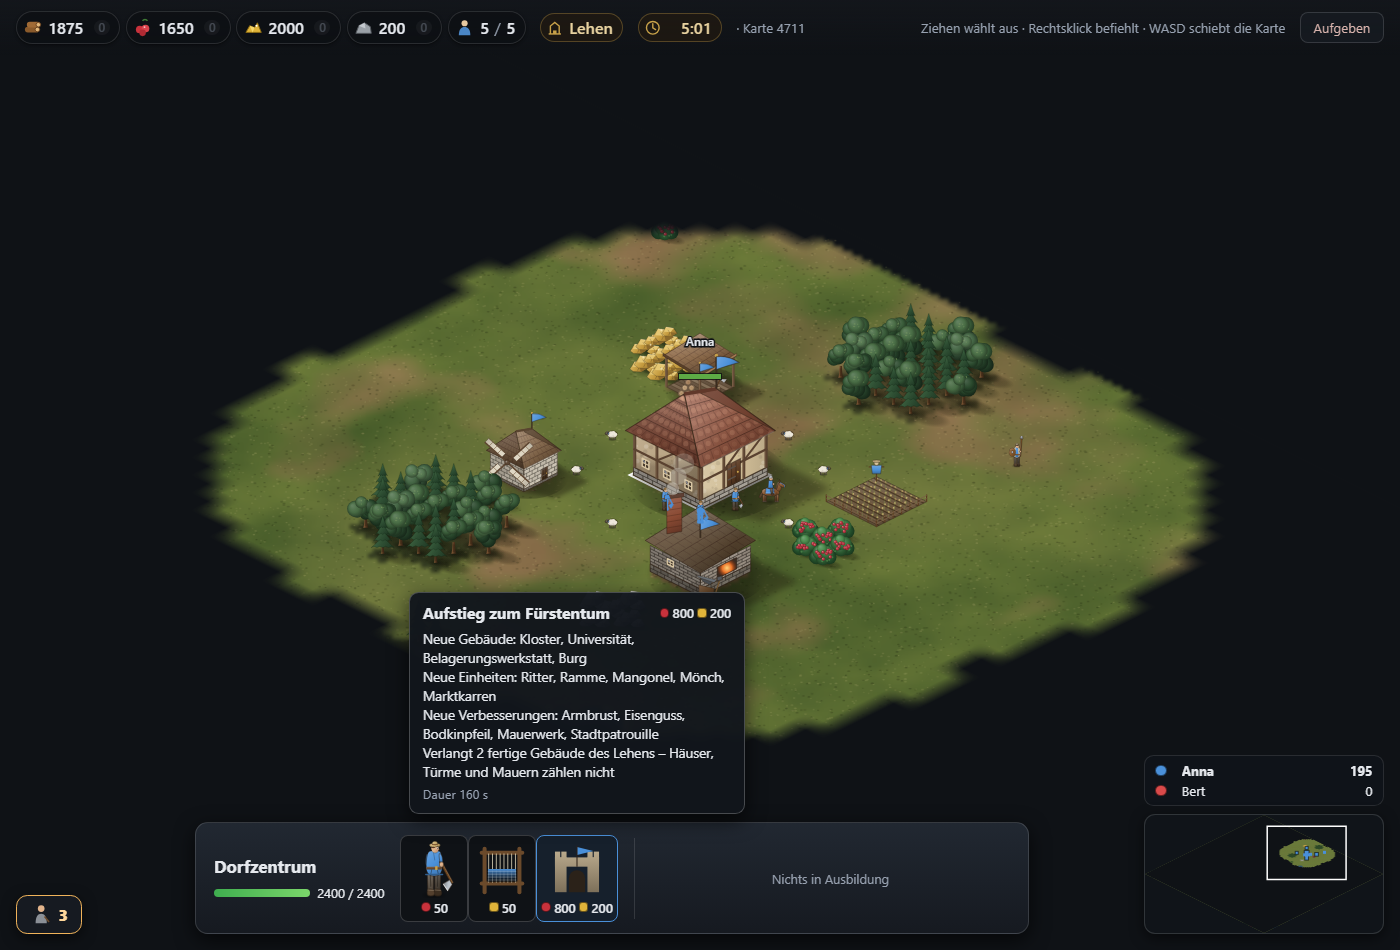 1875 0 1650 0 2000 0 200 0 5 / 5 Lehen 5:01 · Karte 4711 Ziehen wählt aus · Rechtsklick befiehlt · WASD schiebt die Karte Aufgeben
Anna
Aufstieg zum Fürstentum 800 200
Neue Gebäude: Kloster, Universität,
Belagerungswerkstatt, Burg
Neue Einheiten: Ritter, Ramme, Mangonel, Mönch,
Marktkarren
Neue Verbesserungen: Armbrust, Eisenguss,
Bodkinpfeil, Mauerwerk, Stadtpatrouille
Verlangt 2 fertige Gebäude des Lehens – Häuser,
Türme und Mauern zählen nicht
Dauer 160 s
Anna 195
Bert 0
Dorfzentrum
2400 / 2400
50 50 800 200
Nichts in Ausbildung
3